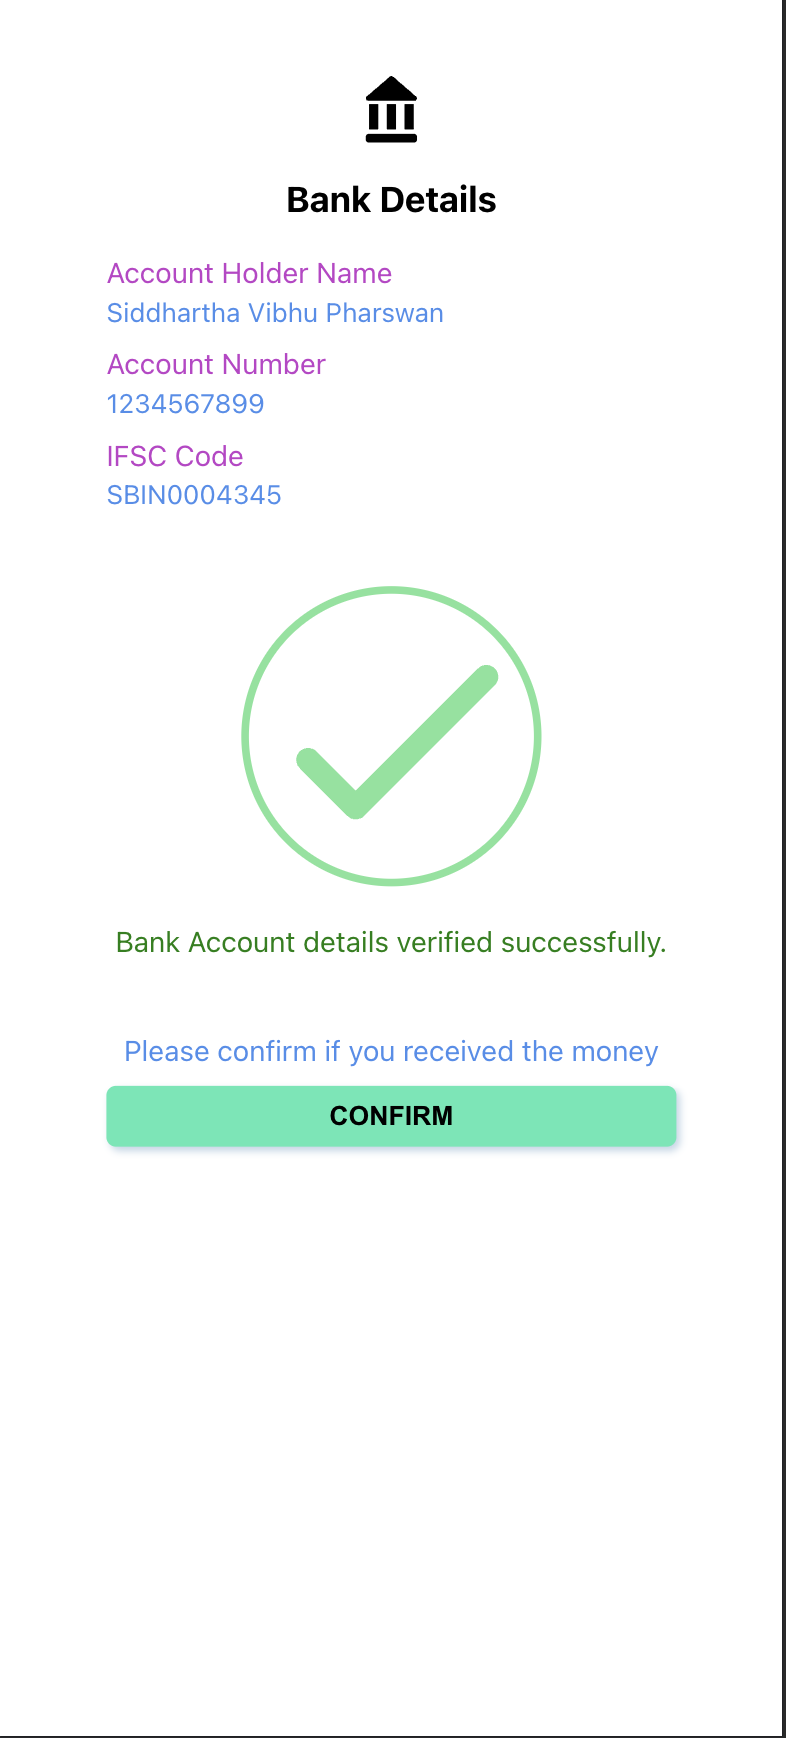 Bank Details
Account Holder Name
Siddhartha Vibhu Pharswan
Account Number
1234567899
IFSC Code
SBIN0004345
Bank Account details verified successfully.
Please confirm if you received the money
CONFIRM